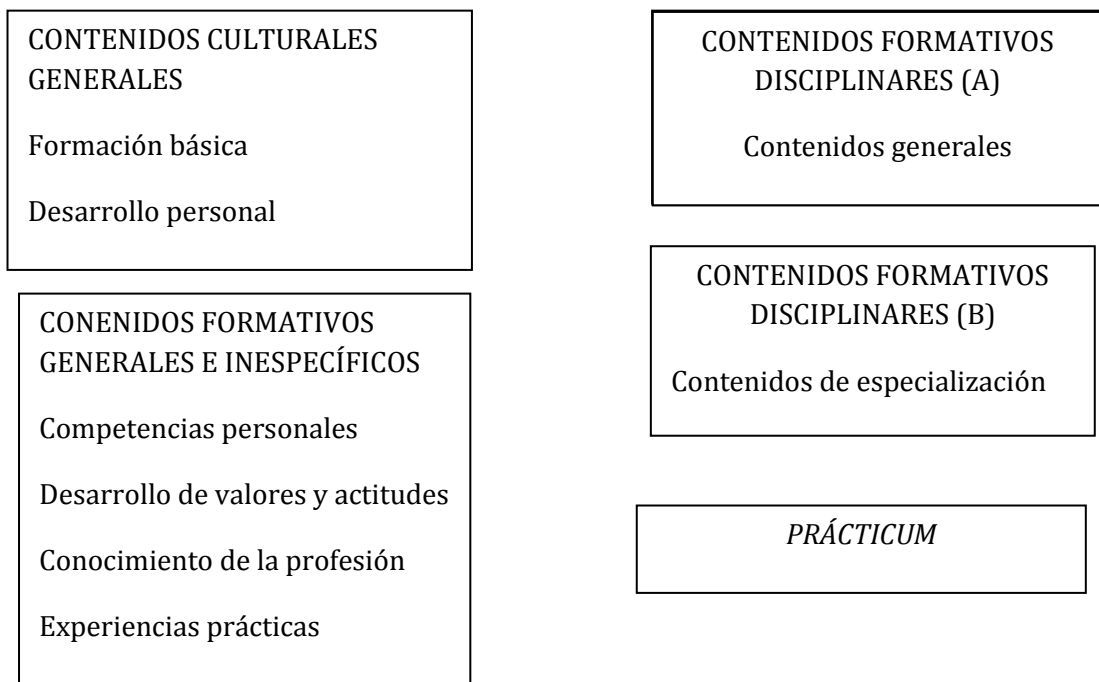 CONTENIDOS CULTURALES
GENERALES
Formación básica
Desarrollo personal
CONENIDOS FORMATIVOS
GENERALES E INESPECÍFICOS
Competencias personales
Desarrollo de valores y actitudes
Conocimiento de la profesión
Experiencias prácticas
CONTENIDOS FORMATIVOS
DISCIPLINARES (A)
Contenidos generales
CONTENIDOS FORMATIVOS
DISCIPLINARES (B)
Contenidos de especialización
PRÁCTICUM